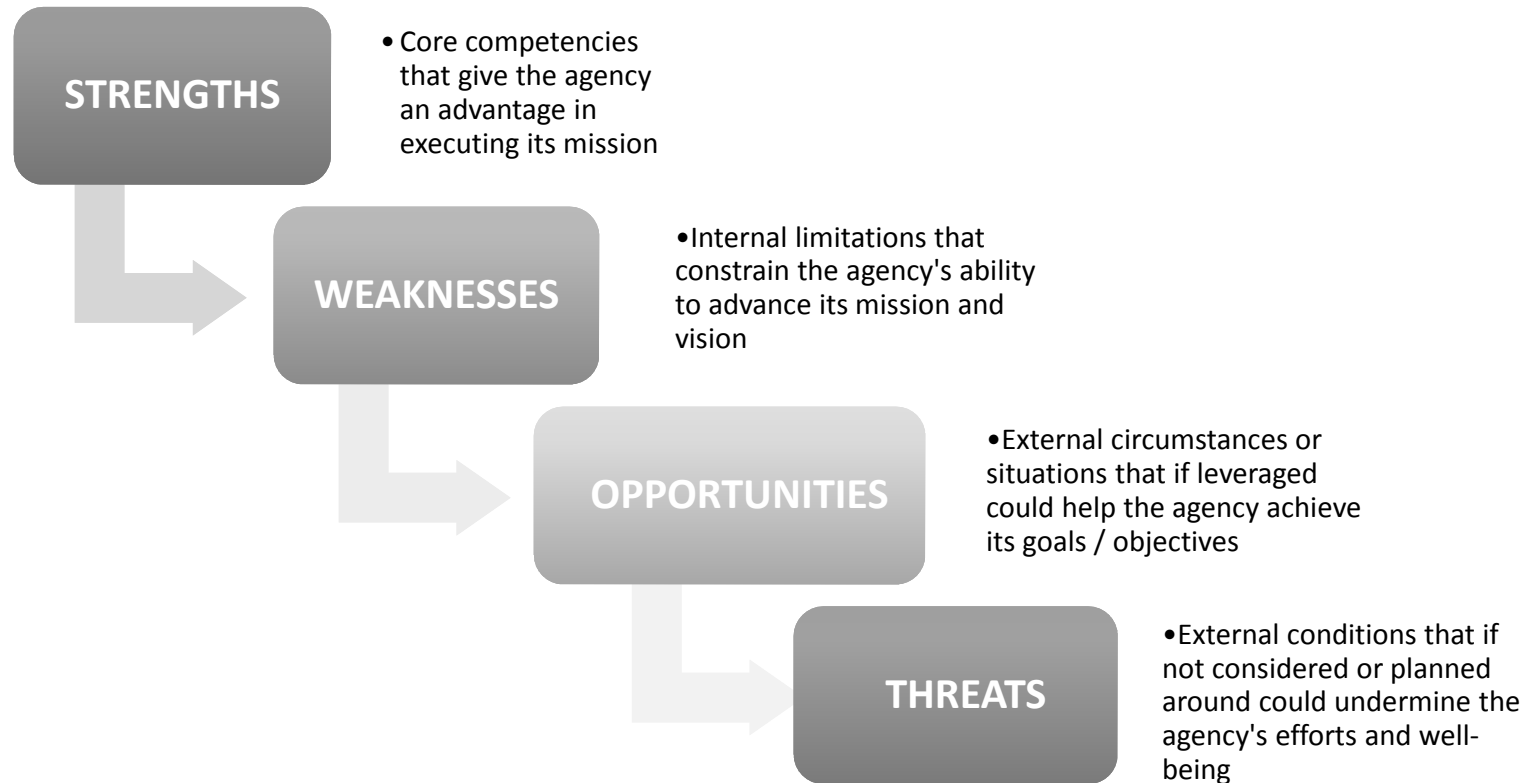 STRENGTHS
• Core competencies
that give the agency
an advantage in
executing its mission
WEAKNESSES
•Internal limitations that
constrain the agency's ability
to advance its mission and
vision
OPPORTUNITIES
•External circumstances or
situations that if leveraged
could help the agency achieve
its goals / objectives
THREATS
•External conditions that if
not considered or planned
around could undermine the
agency's efforts and well-
being